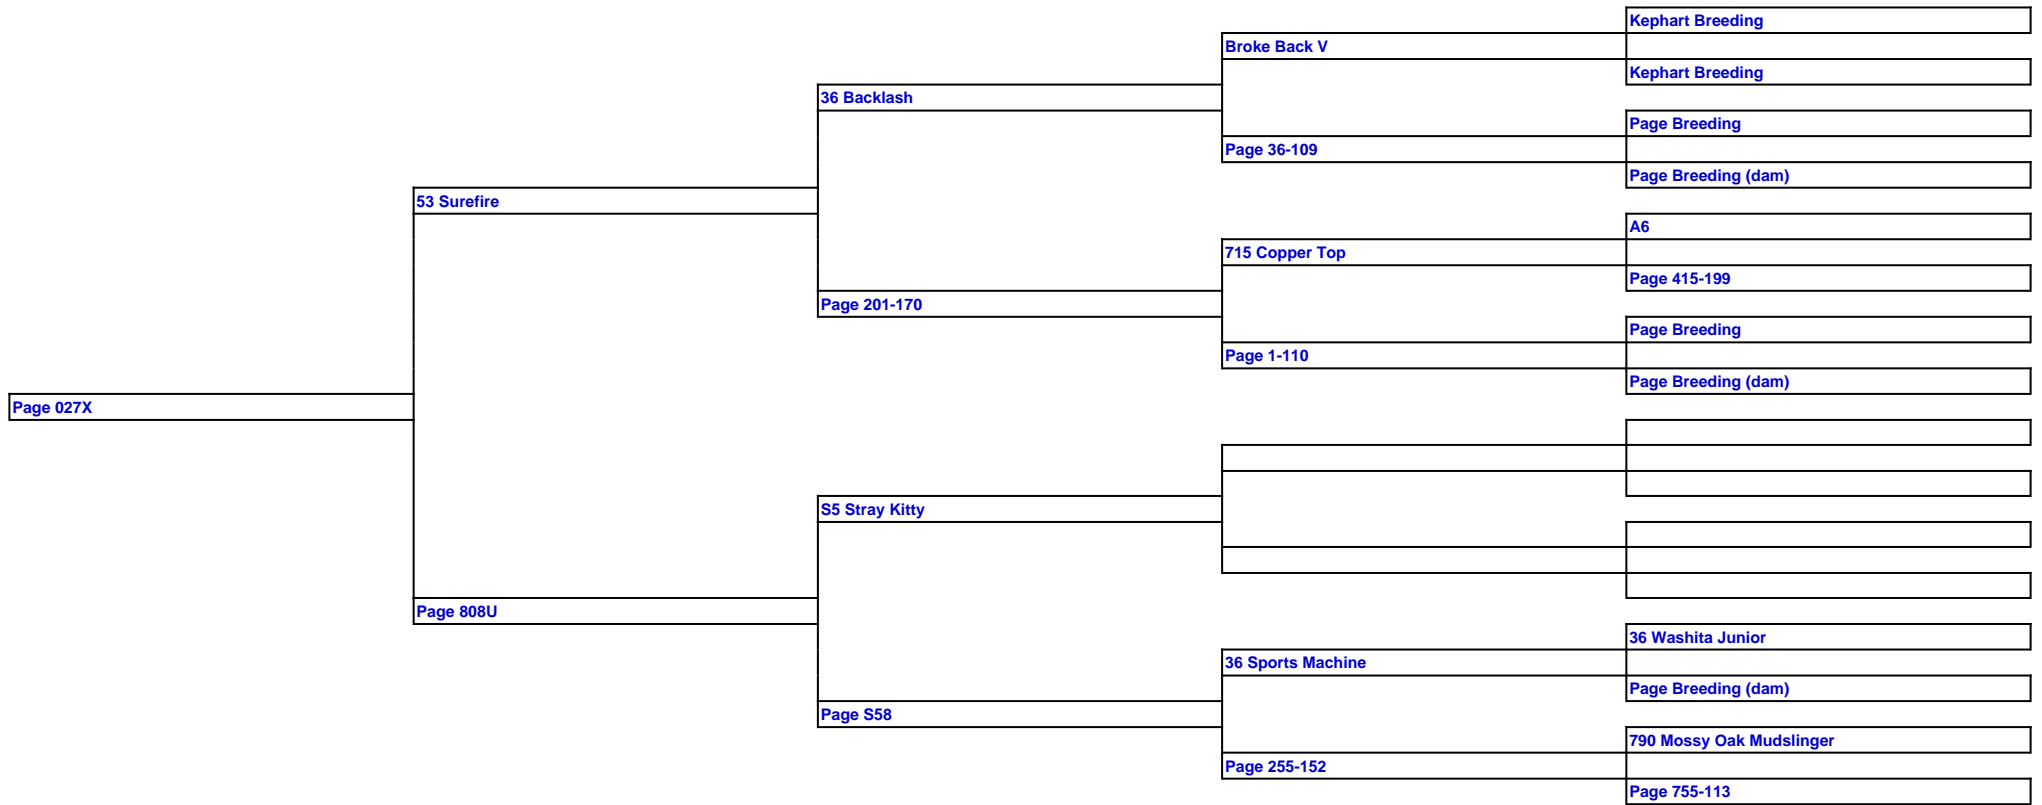 Kephart Breeding
Broke Back V
Kephart Breeding
36 Backlash
Page Breeding
Page 36-109
Page Breeding (dam)
53 Surefire
A6
715 Copper Top
Page 415-199
Page 201-170
Page Breeding
Page 1-110
Page Breeding (dam)
Page 027X
S5 Stray Kitty
Page 808U
36 Washita Junior
36 Sports Machine
Page Breeding (dam)
Page S58
790 Mossy Oak Mudslinger
Page 255-152
Page 755-113